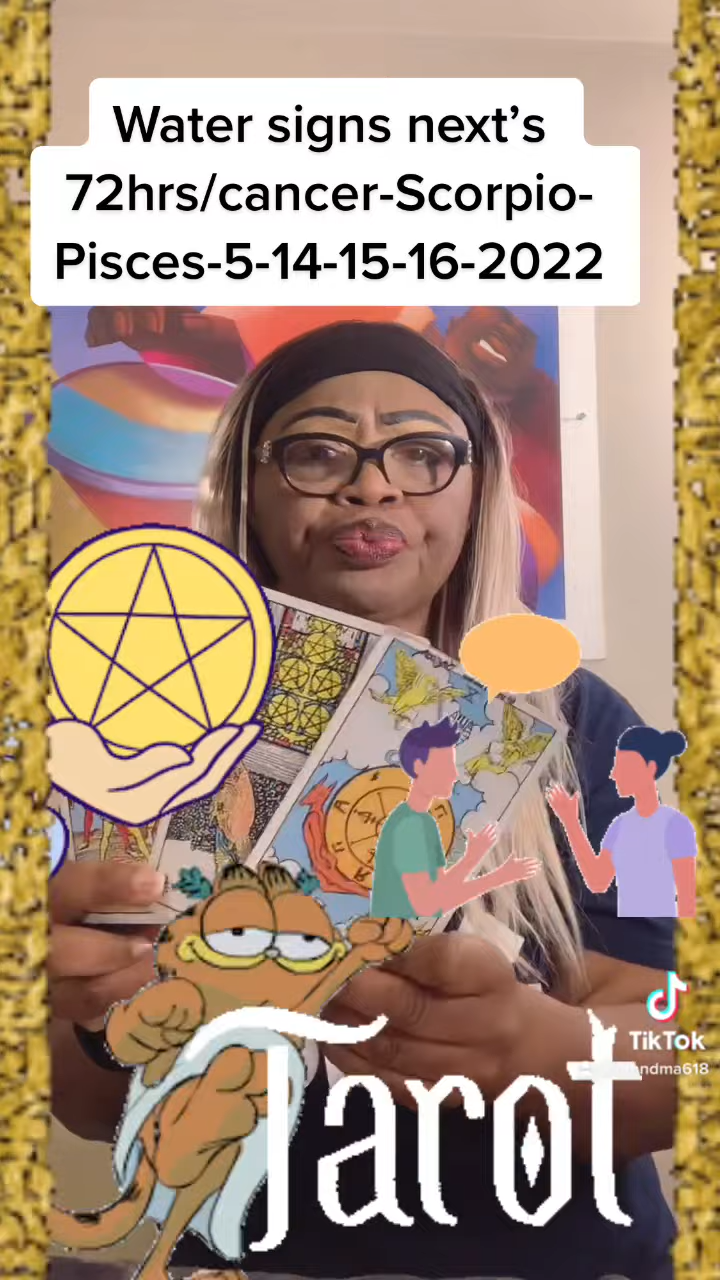 Water signs next's
72hrs/cancer-Scorpio-
Pisces-5-14-15-16-2022
TikTok
Tarot